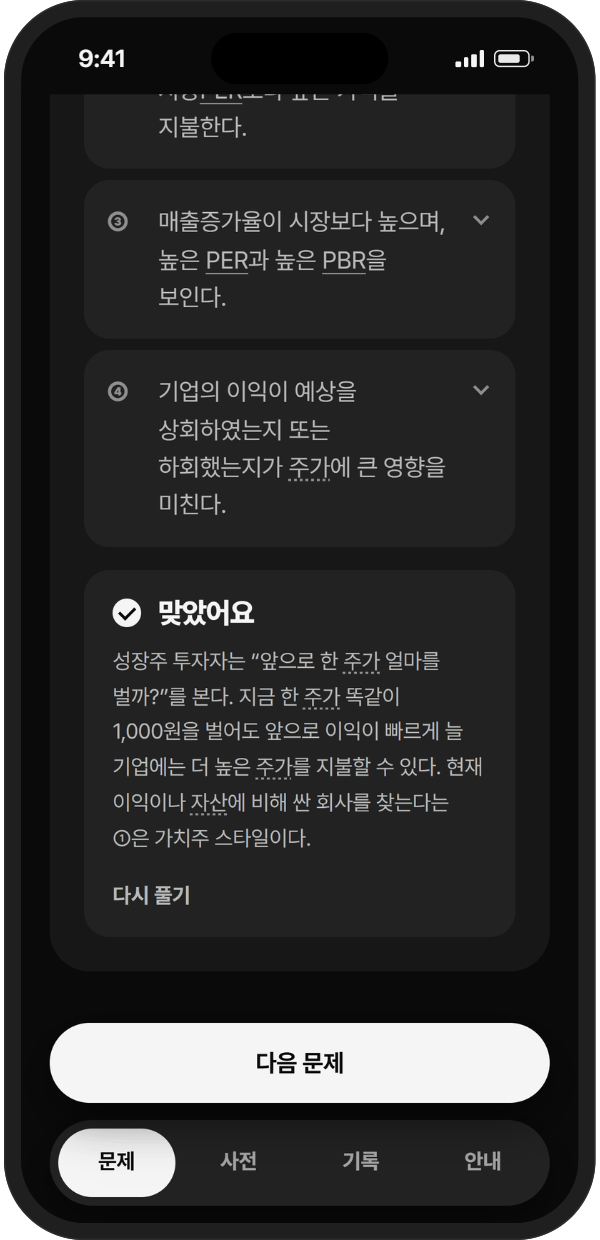 9:41
지불한다.
③ 매출증가율이 시장보다 높으며,
높은 PER과 높은 PBR을
보인다.
④ 기업의 이익이 예상을
상회하였는지 또는
하회했는지가 주가에 큰 영향을
미친다.
맞았어요
성장주 투자자는 “앞으로 한 주가 얼마를
벌까?”를 본다. 지금 한 주가 똑같이
1,000원을 벌어도 앞으로 이익이 빠르게 늘
기업에는 더 높은 주가를 지불할 수 있다. 현재
이익이나 자산에 비해 싼 회사를 찾는다는
①은 가치주 스타일이다.
다시 풀기
다음 문제
문제 사전 기록 안내